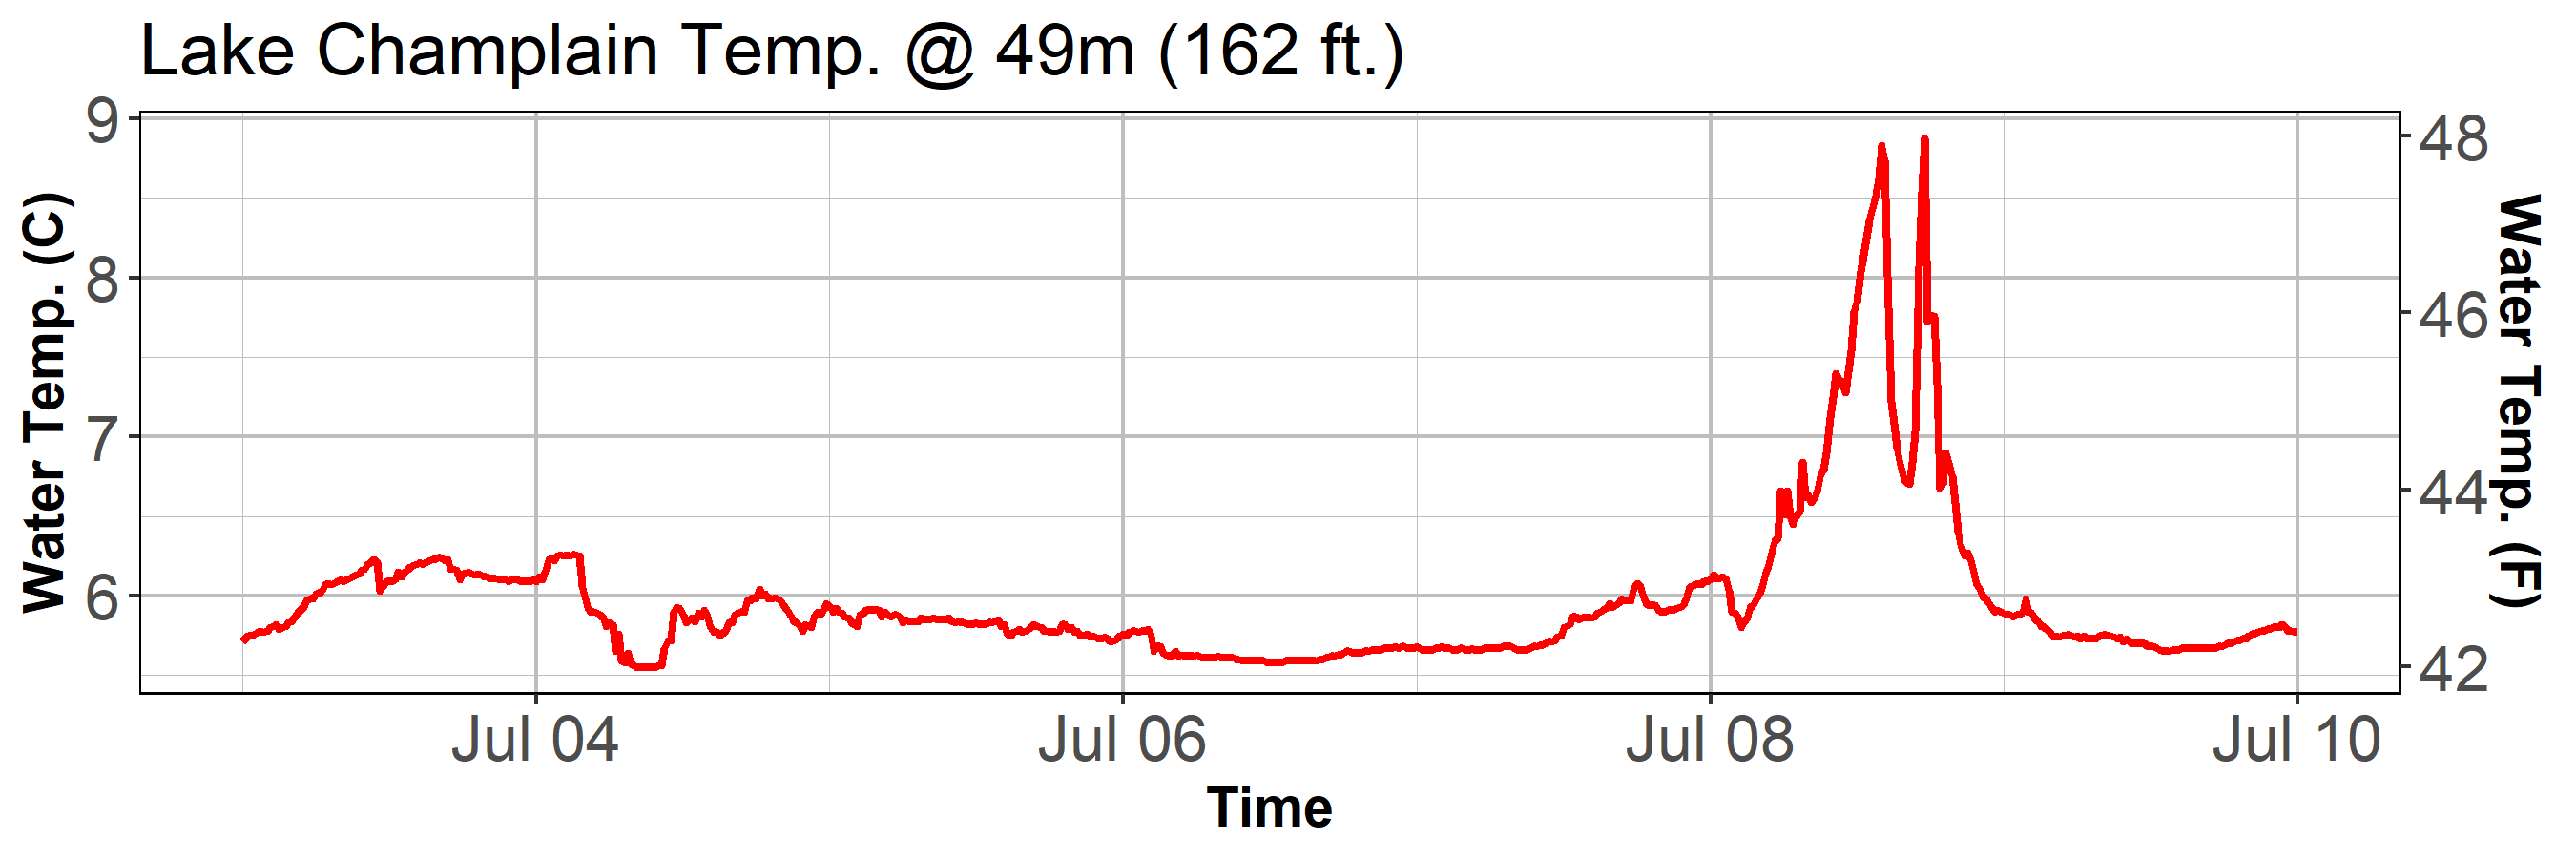 Lake Champlain Temp. @ 49m (162 ft.)
Water Temp. (C)
9
8
7
6
48
46
44
42
Water Temp. (F)
Jul 04 Jul 06 Jul 08 Jul 10
Time